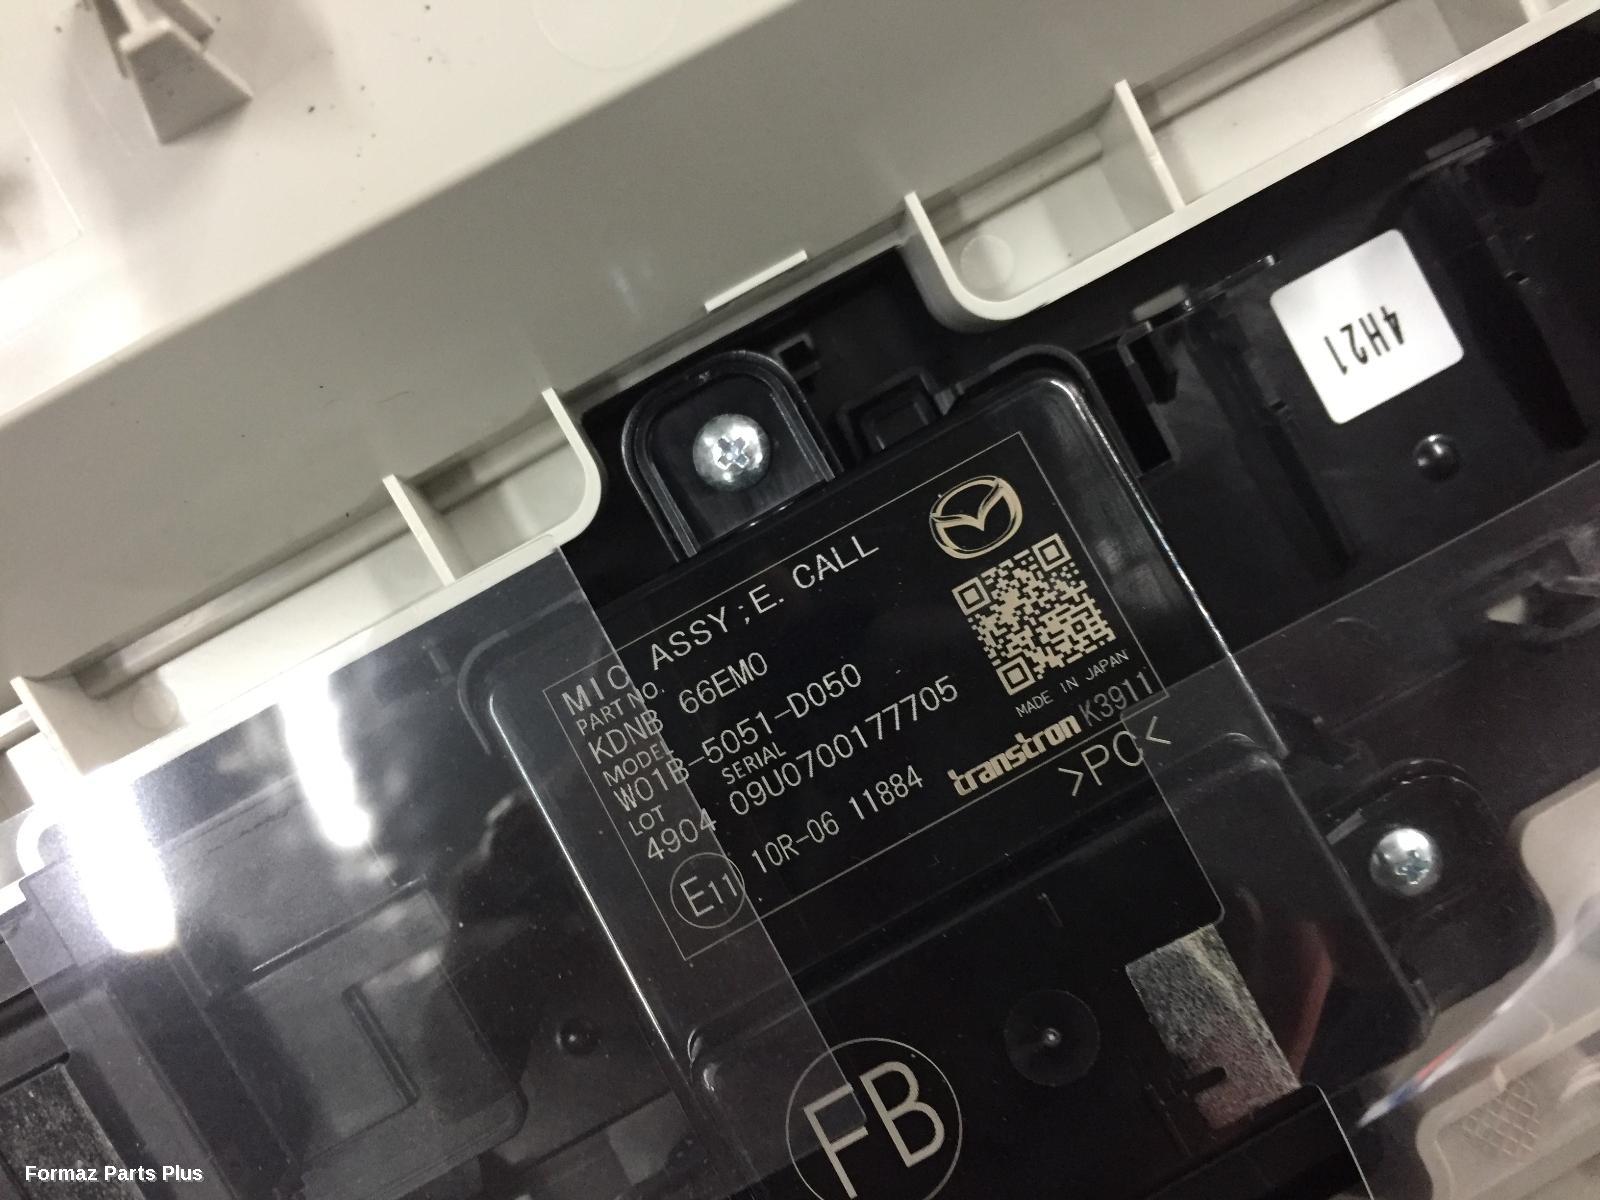 4H21
MIC ASSY;E. CALL
PART NO.
KDNB 66EM0
MODEL
W01B-5051-D050
LOT SERIAL
4904 09U0700177705
E11 10R-06 11884
MADE IN JAPAN
transtron K3911
>PC<
FB
Formaz Parts Plus